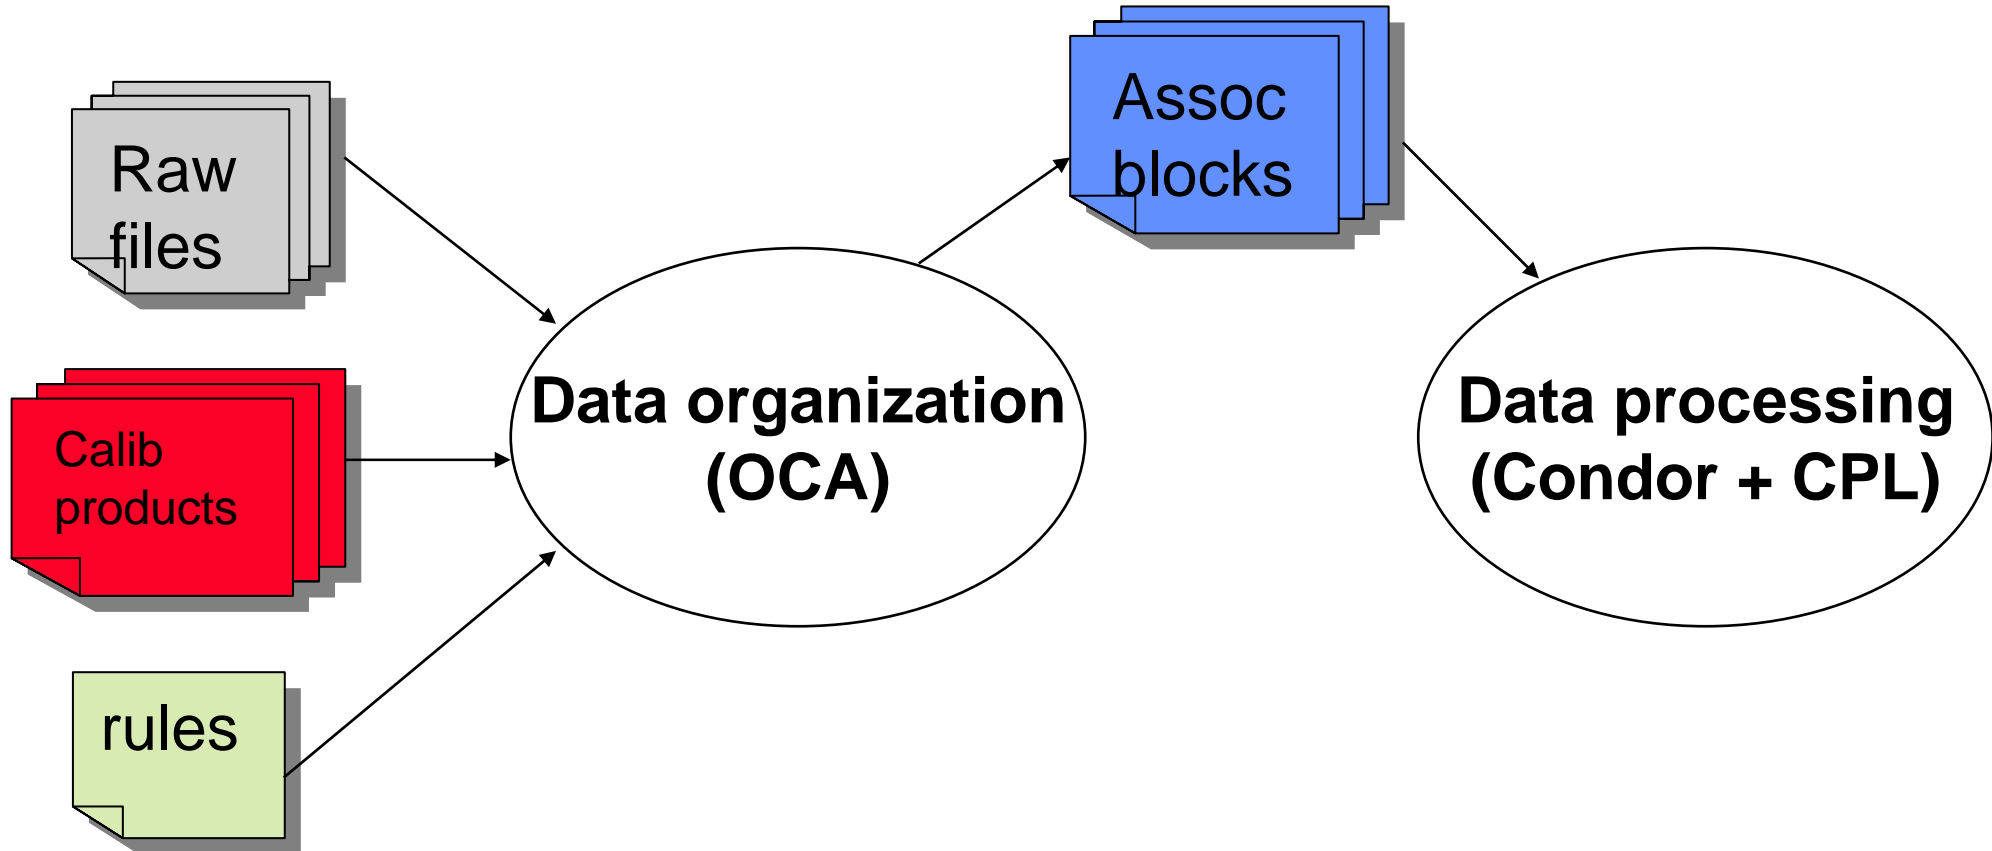 Raw
files
Calib
products
rules
Data organization
(OCA)
Assoc
blocks
Data processing
(Condor + CPL)